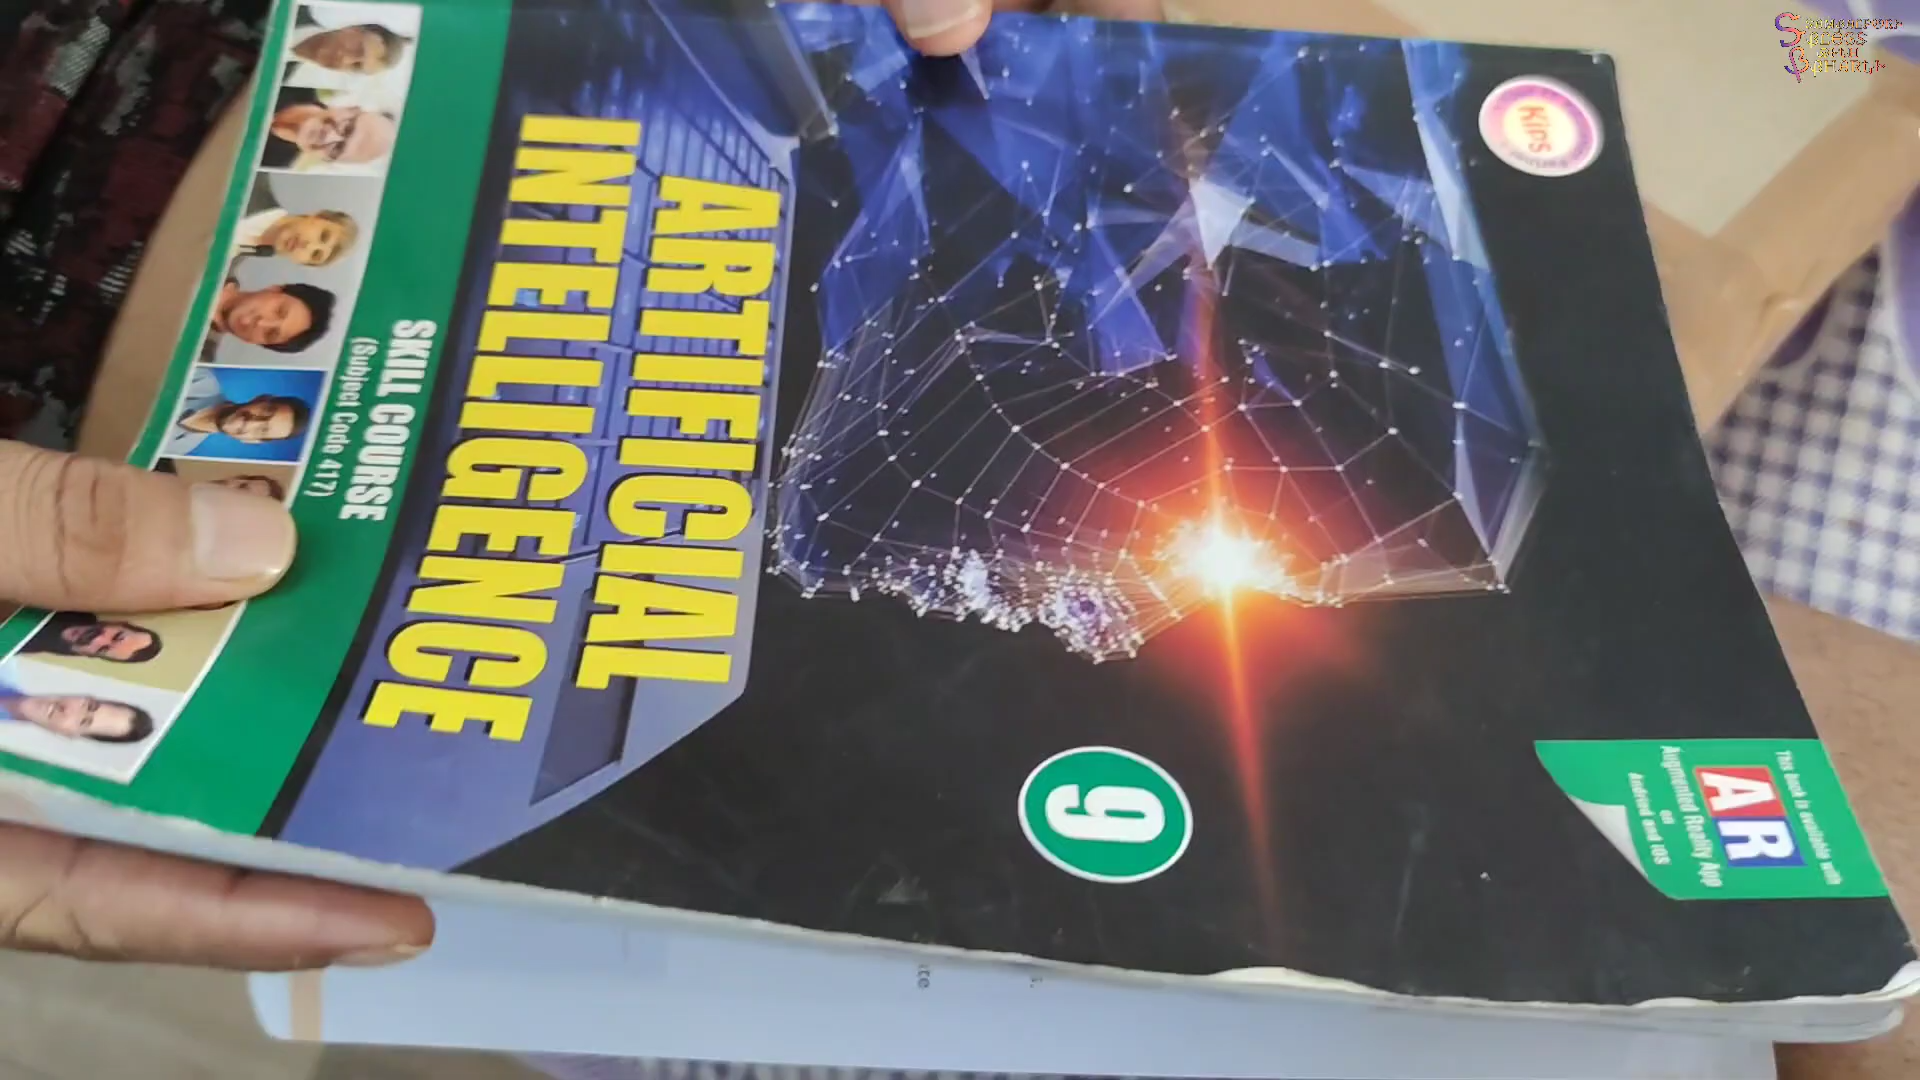 Kips
This book is available with
AR
Augmented Reality App
on
Android and iOS
9
ARTIFICIAL
INTELLIGENCE
SKILL COURSE
(Subject Code 417)